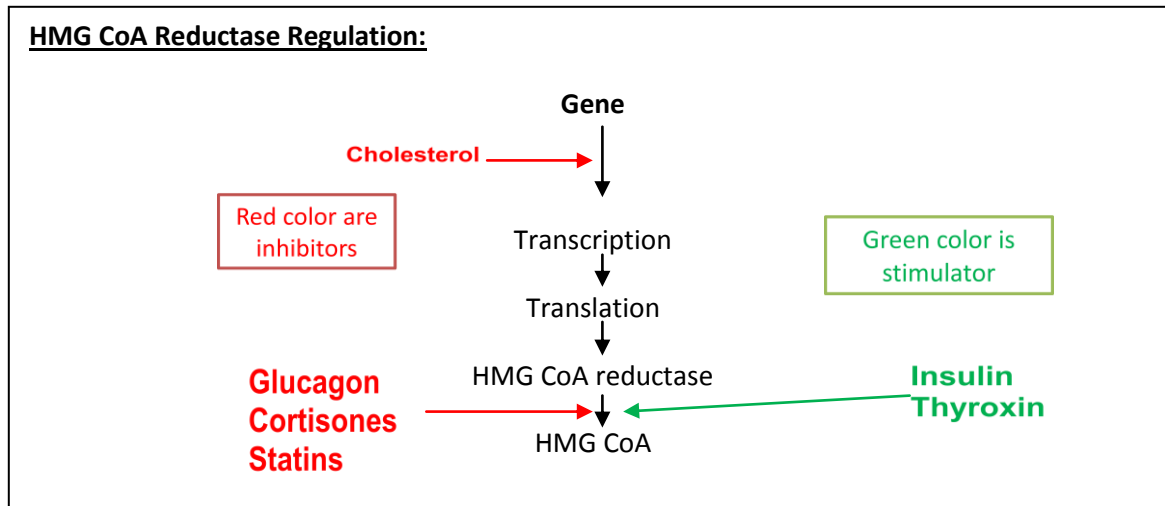 HMG CoA Reductase Regulation:
Gene
Cholesterol
Red color are
inhibitors
Transcription
Green color is
stimulator
Translation
HMG CoA reductase
Glucagon
Cortisones
Statins
Insulin
Thyroxin
HMG CoA